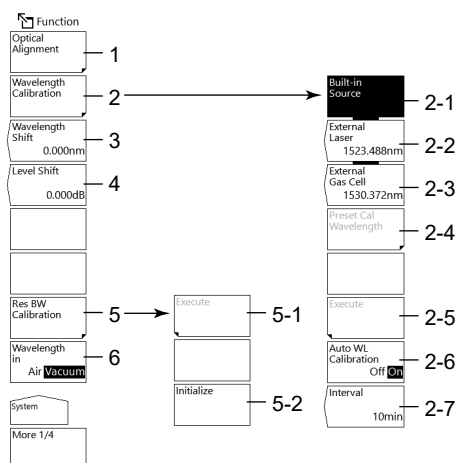 Function
Optical
Alignment
1
Wavelength
Calibration
2
Wavelength
Shift
0.000nm
3
Level Shift
0.000dB
4
Res BW
Calibration
5
Wavelength
in
Air Vacuum
6
System
More 1/4
Execute
5-1
Initialize
5-2
Built-in
Source
2-1
External
Laser
1523.488nm
2-2
External
Gas Cell
1530.372nm
2-3
Preset Cal
Wavelength
2-4
Execute
2-5
Auto WL
Calibration
Off On
2-6
Interval
10min
2-7